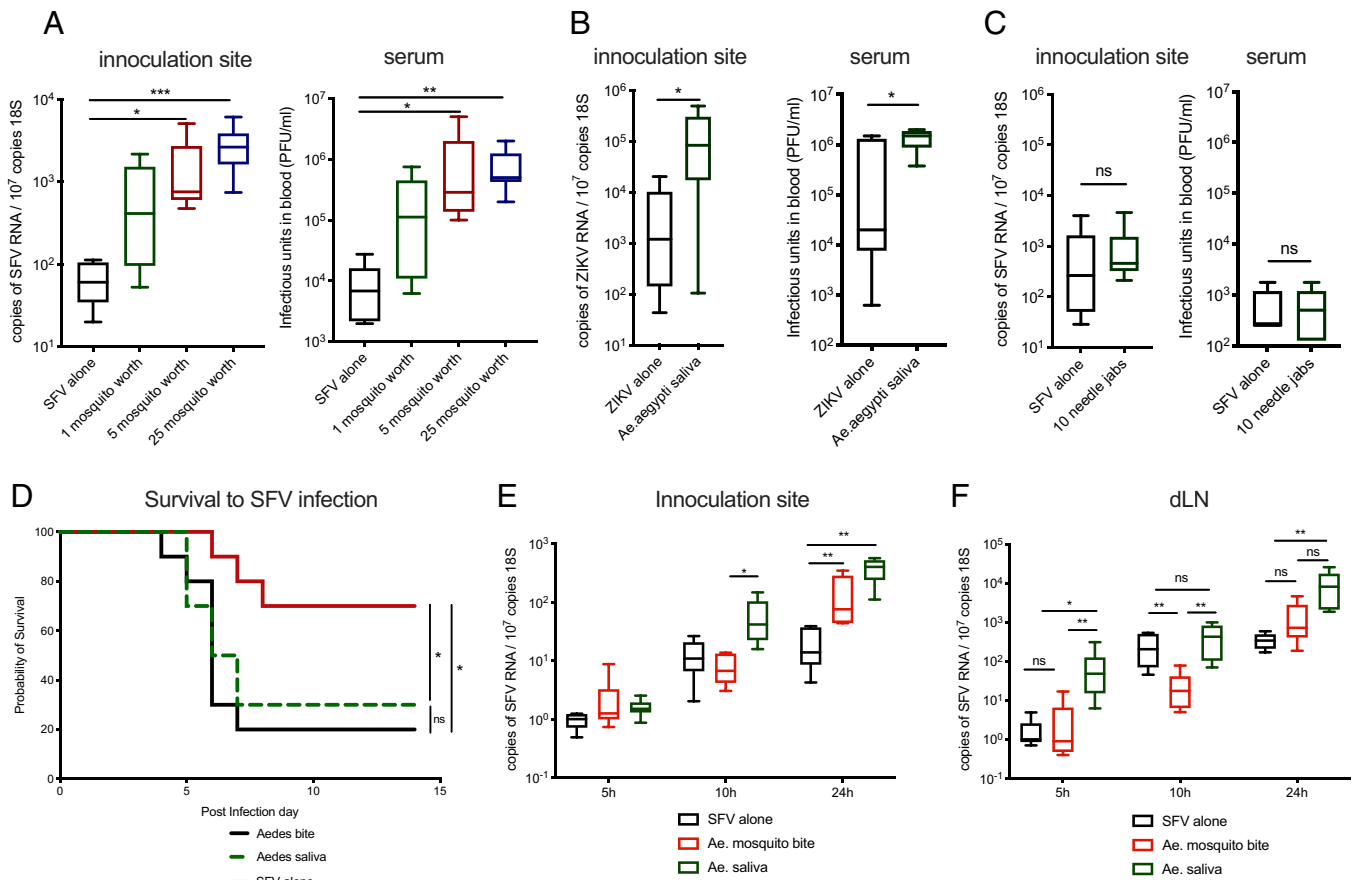 A
innoculation site
serum
copies of SFV RNA / 10⁷ copies 18S
10⁴
10³
10²
10¹
***
*
SFV alone
1 mosquito worth
5 mosquito worth
25 mosquito worth
Infectious units in blood (PFU/ml)
10⁷
10⁶
10⁵
10⁴
10³
**
*
SFV alone
1 mosquito worth
5 mosquito worth
25 mosquito worth
B
innoculation site
serum
copies of ZIKV RNA / 10⁷ copies 18S
10⁶
10⁵
10⁴
10³
10²
10¹
*
ZIKV alone
Ae.aegypti saliva
Infectious units in blood (PFU/ml)
10⁷
10⁶
10⁵
10⁴
10³
10²
*
ZIKV alone
Ae.aegypti saliva
C
innoculation site
serum
copies of SFV RNA / 10⁷ copies 18S
10⁶
10⁵
10⁴
10³
10²
10¹
ns
SFV alone
10 needle jabs
Infectious units in blood (PFU/ml)
10⁷
10⁶
10⁵
10⁴
10³
10²
ns
SFV alone
10 needle jabs
D
Survival to SFV infection
Probability of Survival
100
80
60
40
20
0
0
5
10
15
*
*
ns
Post Infection day
Aedes bite
Aedes saliva
SFV alone
E
Innoculation site
copies of SFV RNA / 10⁷ copies 18S
10³
10²
10¹
10⁰
10⁻¹
*
**
**
5h
10h
24h
SFV alone
Ae. mosquito bite
Ae. saliva
F
dLN
copies of SFV RNA / 10⁷ copies 18S
10⁵
10⁴
10³
10²
10¹
10⁰
10⁻¹
*
**
ns
ns
**
**
**
ns
ns
5h
10h
24h
SFV alone
Ae. mosquito bite
Ae. saliva